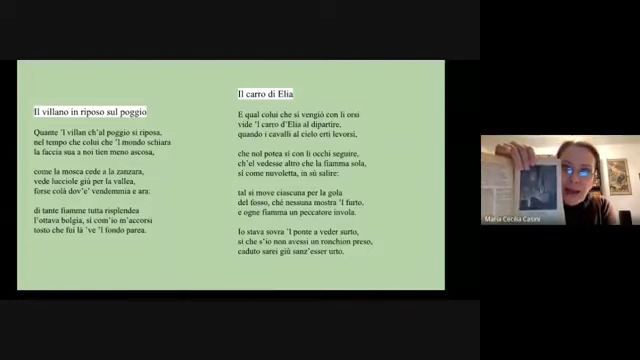 Il villano in riposo sul poggio
Quante 'l villan ch'al poggio si riposa,
nel tempo che colui che 'l mondo schiara
la faccia sua a noi tien meno ascosa,
come la mosca cede a la zanzara,
vede lucciole giù per la vallea,
forse colà dov'e' vendemmia e ara:
di tante fiamme tutta risplendea
l'ottava bolgia, sì com'io m'accorsi
tosto che fui là 've 'l fondo parea.
Il carro di Elia
E qual colui che si vengiò con li orsi
vide 'l carro d'Elia al dipartire,
quando i cavalli al cielo erti levorsi,
che nol potea sì con li occhi seguire,
ch'el vedesse altro che la fiamma sola,
sì come nuvoletta, in sù salire:
tal si move ciascuna per la gola
del fosso, ché nessuna mostra 'l furto,
e ogne fiamma un peccatore invola.
Io stava sovra 'l ponte a veder surto,
sì che s'io non avessi un ronchion preso,
caduto sarei giù sanz'esser urto.
Maria Cecilia Casini